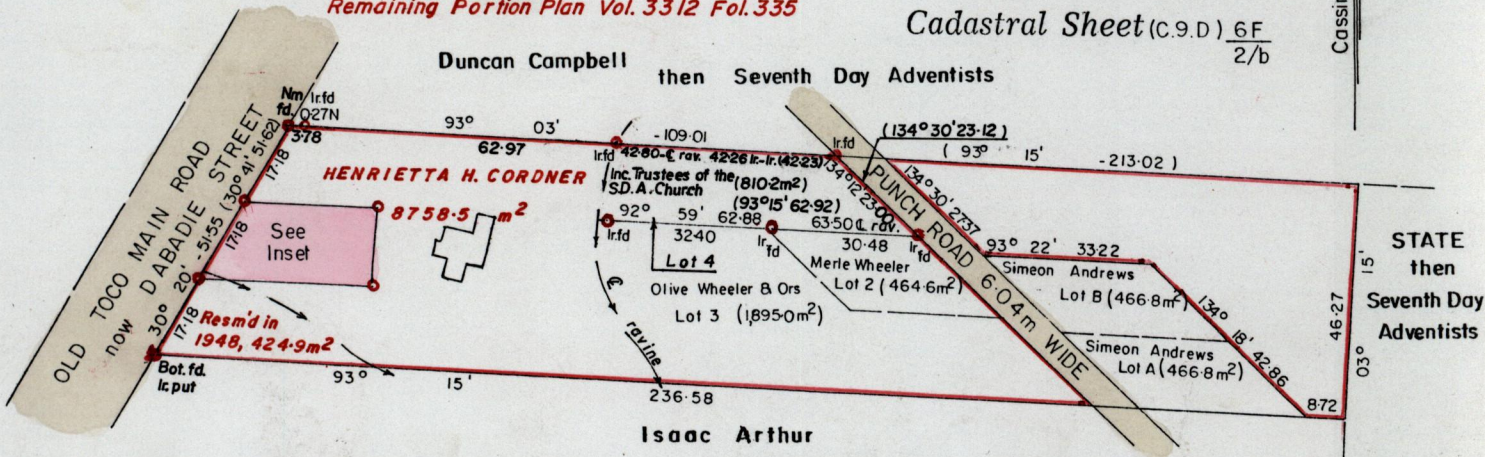 Remaining Portion Plan Vol. 3312 Fol. 335
Cadastral Sheet (C.9.D) 6F
2/b
Cassi
Duncan Campbell then Seventh Day Adventists
Nm fd.
Ir.fd
0·27N
3·78
93° 03' -109·01
62·97
Ir.fd
42·80-℄ rav. 42·26 Ir.-Ir.(42·23)
Ir.fd
(134°30'23·12)
( 93° 15' -213·02 )
OLD TOCO MAIN ROAD
now D'ABADIE STREET
30° 20' - 51·55 (30° 41' 51·62)
17·18
17·18
17·18
HENRIETTA H. CORDNER
8758·5 m²
Inc. Trustees of the
S.D.A. Church
(810·2m²)
(93°15' 62·92)
134°12'23·00
134°30' 27·37
PUNCH ROAD 6·04m WIDE
See
Inset
Ir.fd
92° 59' 62·88
32·40
Lot 4
63·50 ℄ rav.
30·48
Ir.fd
Ir.fd
93° 22' 33·22
Simeon Andrews
Lot B (466·8m²)
Merle Wheeler
Lot 2 (464·6m²)
Olive Wheeler & Ors
Lot 3 (1,895·0m²)
℄ ravine
134° 18' 42·86
Simeon Andrews
Lot A (466·8m²)
03° 15'
46·27
8·72
STATE
then
Seventh Day
Adventists
Resm'd in
1948, 424·9m²
Bot. fd.
Ir. put
93° 15'
236·58
Isaac Arthur